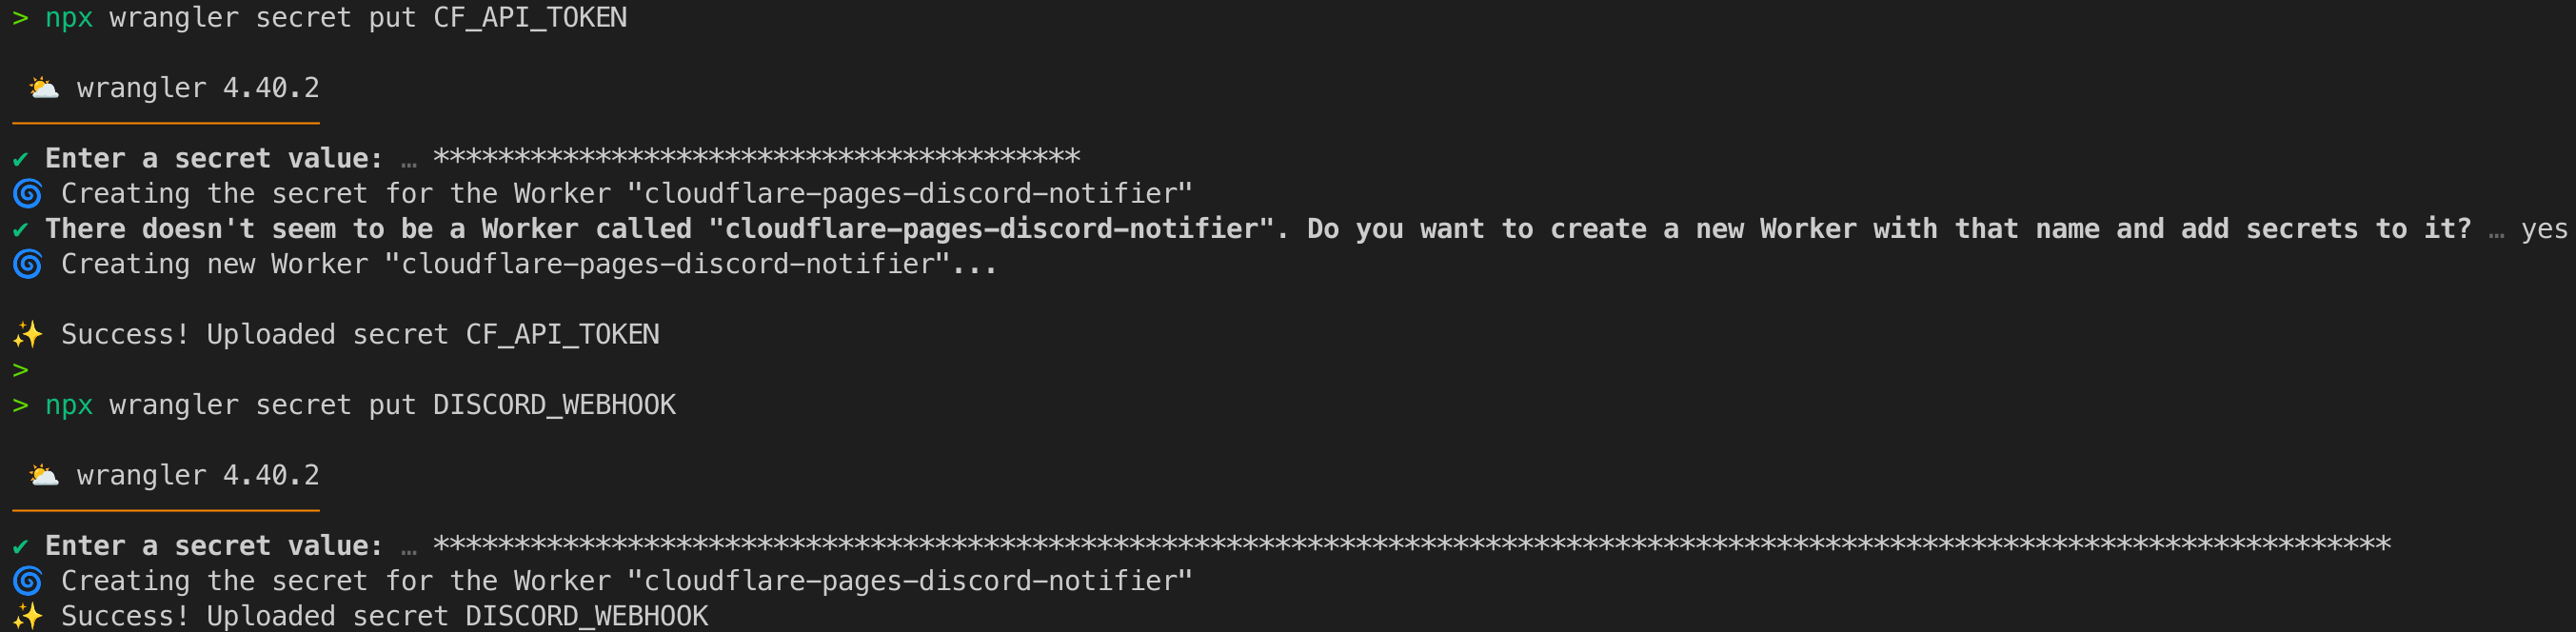 > npx wrangler secret put CF_API_TOKEN
⛅ wrangler 4.40.2
───────────────────
✔ Enter a secret value: … ****************************************
🌀 Creating the secret for the Worker "cloudflare-pages-discord-notifier"
✔ There doesn't seem to be a Worker called "cloudflare-pages-discord-notifier". Do you want to create a new Worker with that name and add secrets to it? … yes
🌀 Creating new Worker "cloudflare-pages-discord-notifier"...
✨ Success! Uploaded secret CF_API_TOKEN
>
> npx wrangler secret put DISCORD_WEBHOOK
⛅ wrangler 4.40.2
───────────────────
✔ Enter a secret value: … *************************************************************************************************************************
🌀 Creating the secret for the Worker "cloudflare-pages-discord-notifier"
✨ Success! Uploaded secret DISCORD_WEBHOOK